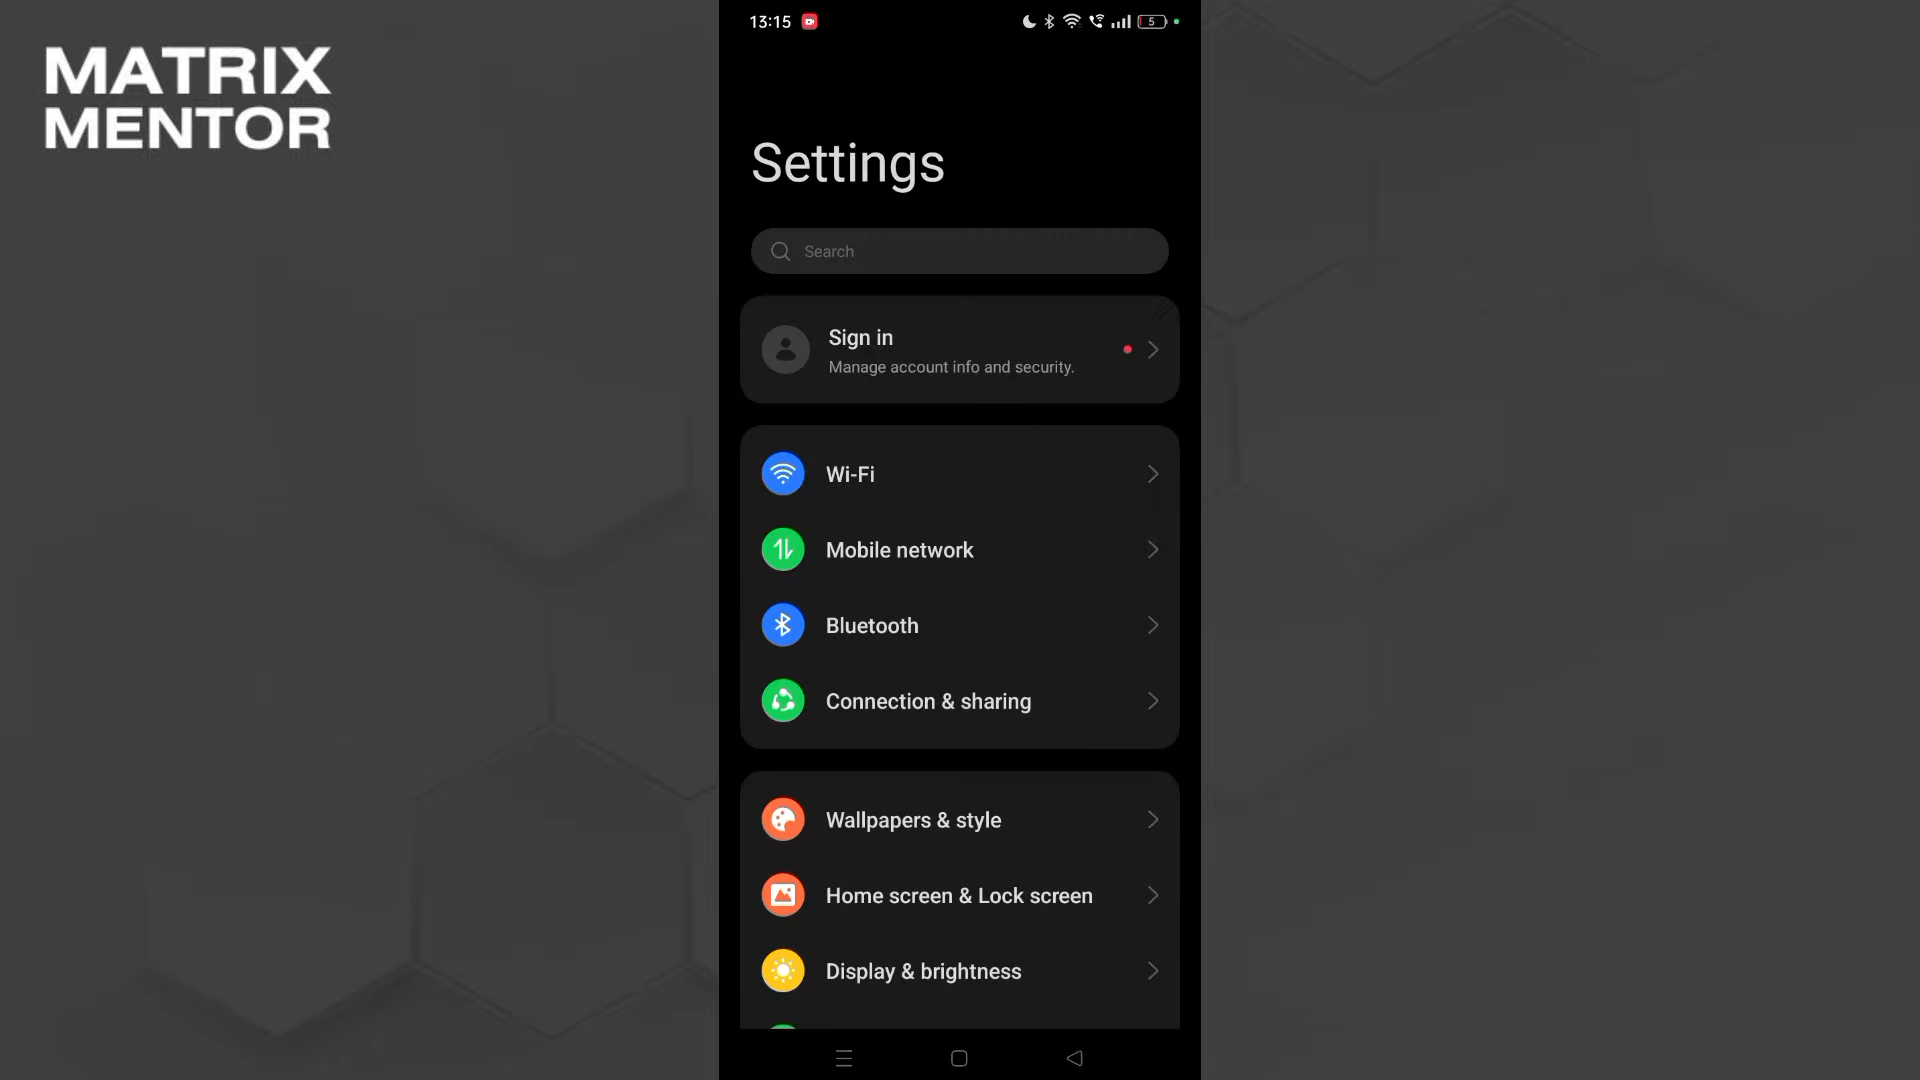 MATRIX
MENTOR
13:15
5
Settings
Search
Sign in
Manage account info and security.
Wi-Fi
Mobile network
Bluetooth
Connection & sharing
Wallpapers & style
Home screen & Lock screen
Display & brightness